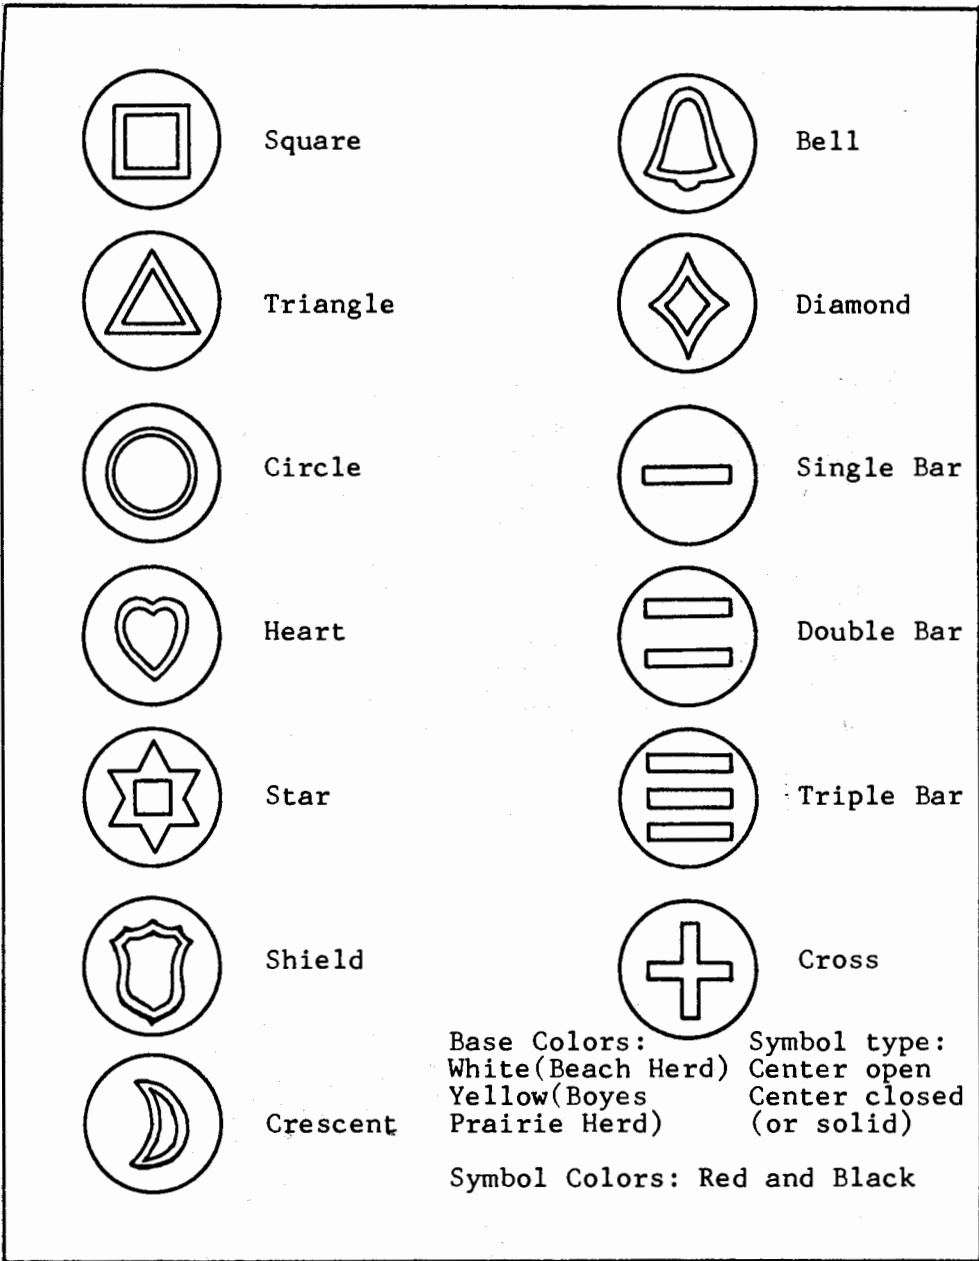 Square
Triangle
Circle
Heart
Star
Shield
Crescent
Bell
Diamond
Single Bar
Double Bar
Triple Bar
Cross
Base Colors:
White(Beach Herd)
Yellow(Boyes
Prairie Herd)
Symbol type:
Center open
Center closed
(or solid)
Symbol Colors: Red and Black